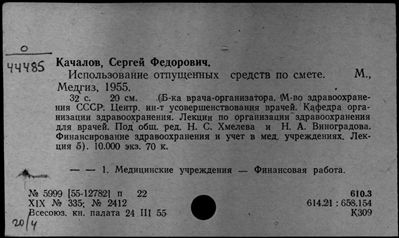 0
44485
Качалов, Сергей Федорович.
Использование отпущенных средств по смете. М.,
Медгиз, 1955.
32 с. 20 см. (Б-ка врача-организатора. (М-во здравоохране-
ния СССР. Центр. ин-т усовершенствования врачей. Кафедра орга-
низации здравоохранения. Лекции по организации здравоохранения
для врачей. Под общ. ред. Н. С. Хмелева и Н. А. Виноградова.
Финансирование здравоохранения и учет в мед. учреждениях. Лек-
ция 5). 10.000 экз. 70 к.
— — 1. Медицинские учреждения — Финансовая работа.
№ 5999 [55-12782] п 22 610.3
XIX № 335; № 2412 614.21 : 658.154
Всесоюз. кн. палата 24 III 55 К309
20/4